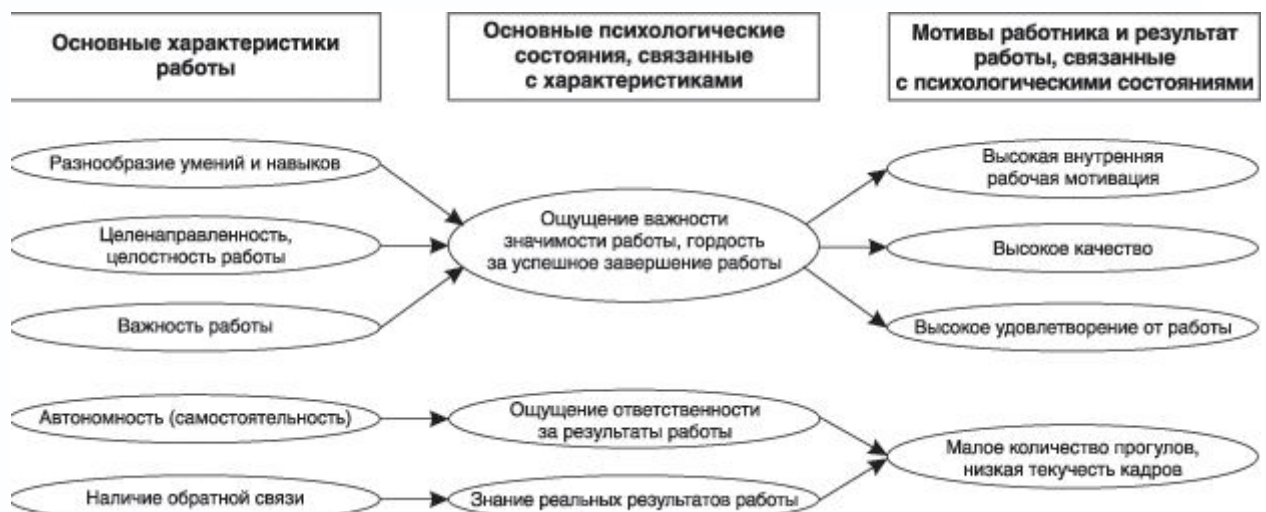 Основные характеристики
работы
Основные психологические
состояния, связанные
с характеристиками
Мотивы работника и результат
работы, связанные
с психологическими состояниями
Разнообразие умений и навыков
Целенаправленность,
целостность работы
Важность работы
Ощущение важности
значимости работы, гордость
за успешное завершение работы
Высокая внутренняя
рабочая мотивация
Высокое качество
Высокое удовлетворение от работы
Автономность (самостоятельность)
Ощущение ответственности
за результаты работы
Наличие обратной связи
Знание реальных результатов работы
Малое количество прогулов,
низкая текучесть кадров